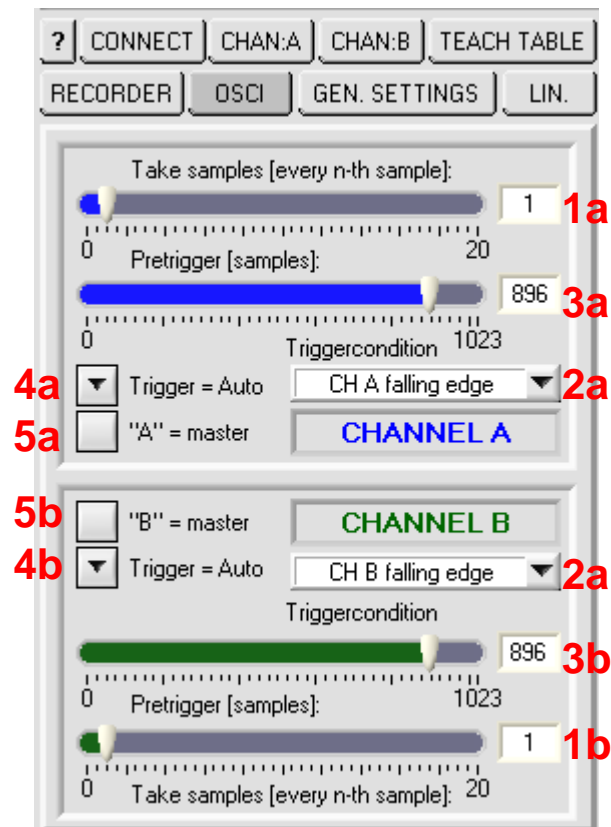 ? CONNECT CHAN:A CHAN:B TEACH TABLE
RECORDER OSCI GEN. SETTINGS LIN.
Take samples [every n-th sample]:
1 1a
0 20
Pretrigger [samples]:
896 3a
0 1023
Triggercondition
4a Trigger = Auto CH A falling edge 2a
5a "A" = master CHANNEL A
5b "B" = master CHANNEL B
4b Trigger = Auto CH B falling edge 2a
Triggercondition
896 3b
0 1023
Pretrigger [samples]:
1 1b
0 20
Take samples [every n-th sample]: